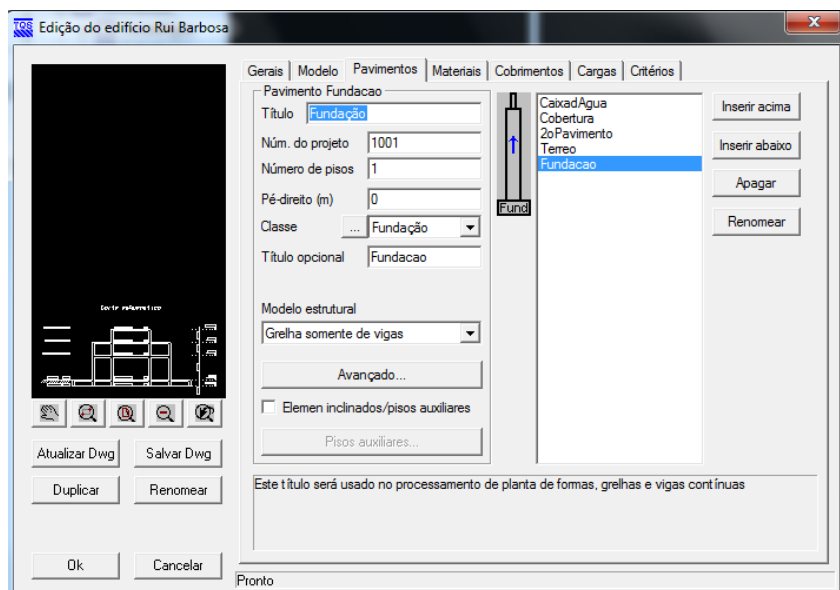 TQS Edição do edifício Rui Barbosa
Gerais Modelo Pavimentos Materiais Cobrimentos Cargas Critérios
Pavimento Fundacao
Título Fundação
Núm. do projeto 1001
Número de pisos 1
Pé-direito (m) 0
Classe ... Fundação
Título opcional Fundacao
Modelo estrutural
Grelha somente de vigas
Avançado...
Elemen inclinados/pisos auxiliares
Pisos auxiliares...
Fund
CaixadAgua
Cobertura
2oPavimento
Terreo
Fundacao
Inserir acima
Inserir abaixo
Apagar
Renomear
Este título será usado no processamento de planta de formas, grelhas e vigas contínuas
Corte esquematico
Atualizar Dwg Salvar Dwg
Duplicar Renomear
Ok Cancelar
Pronto